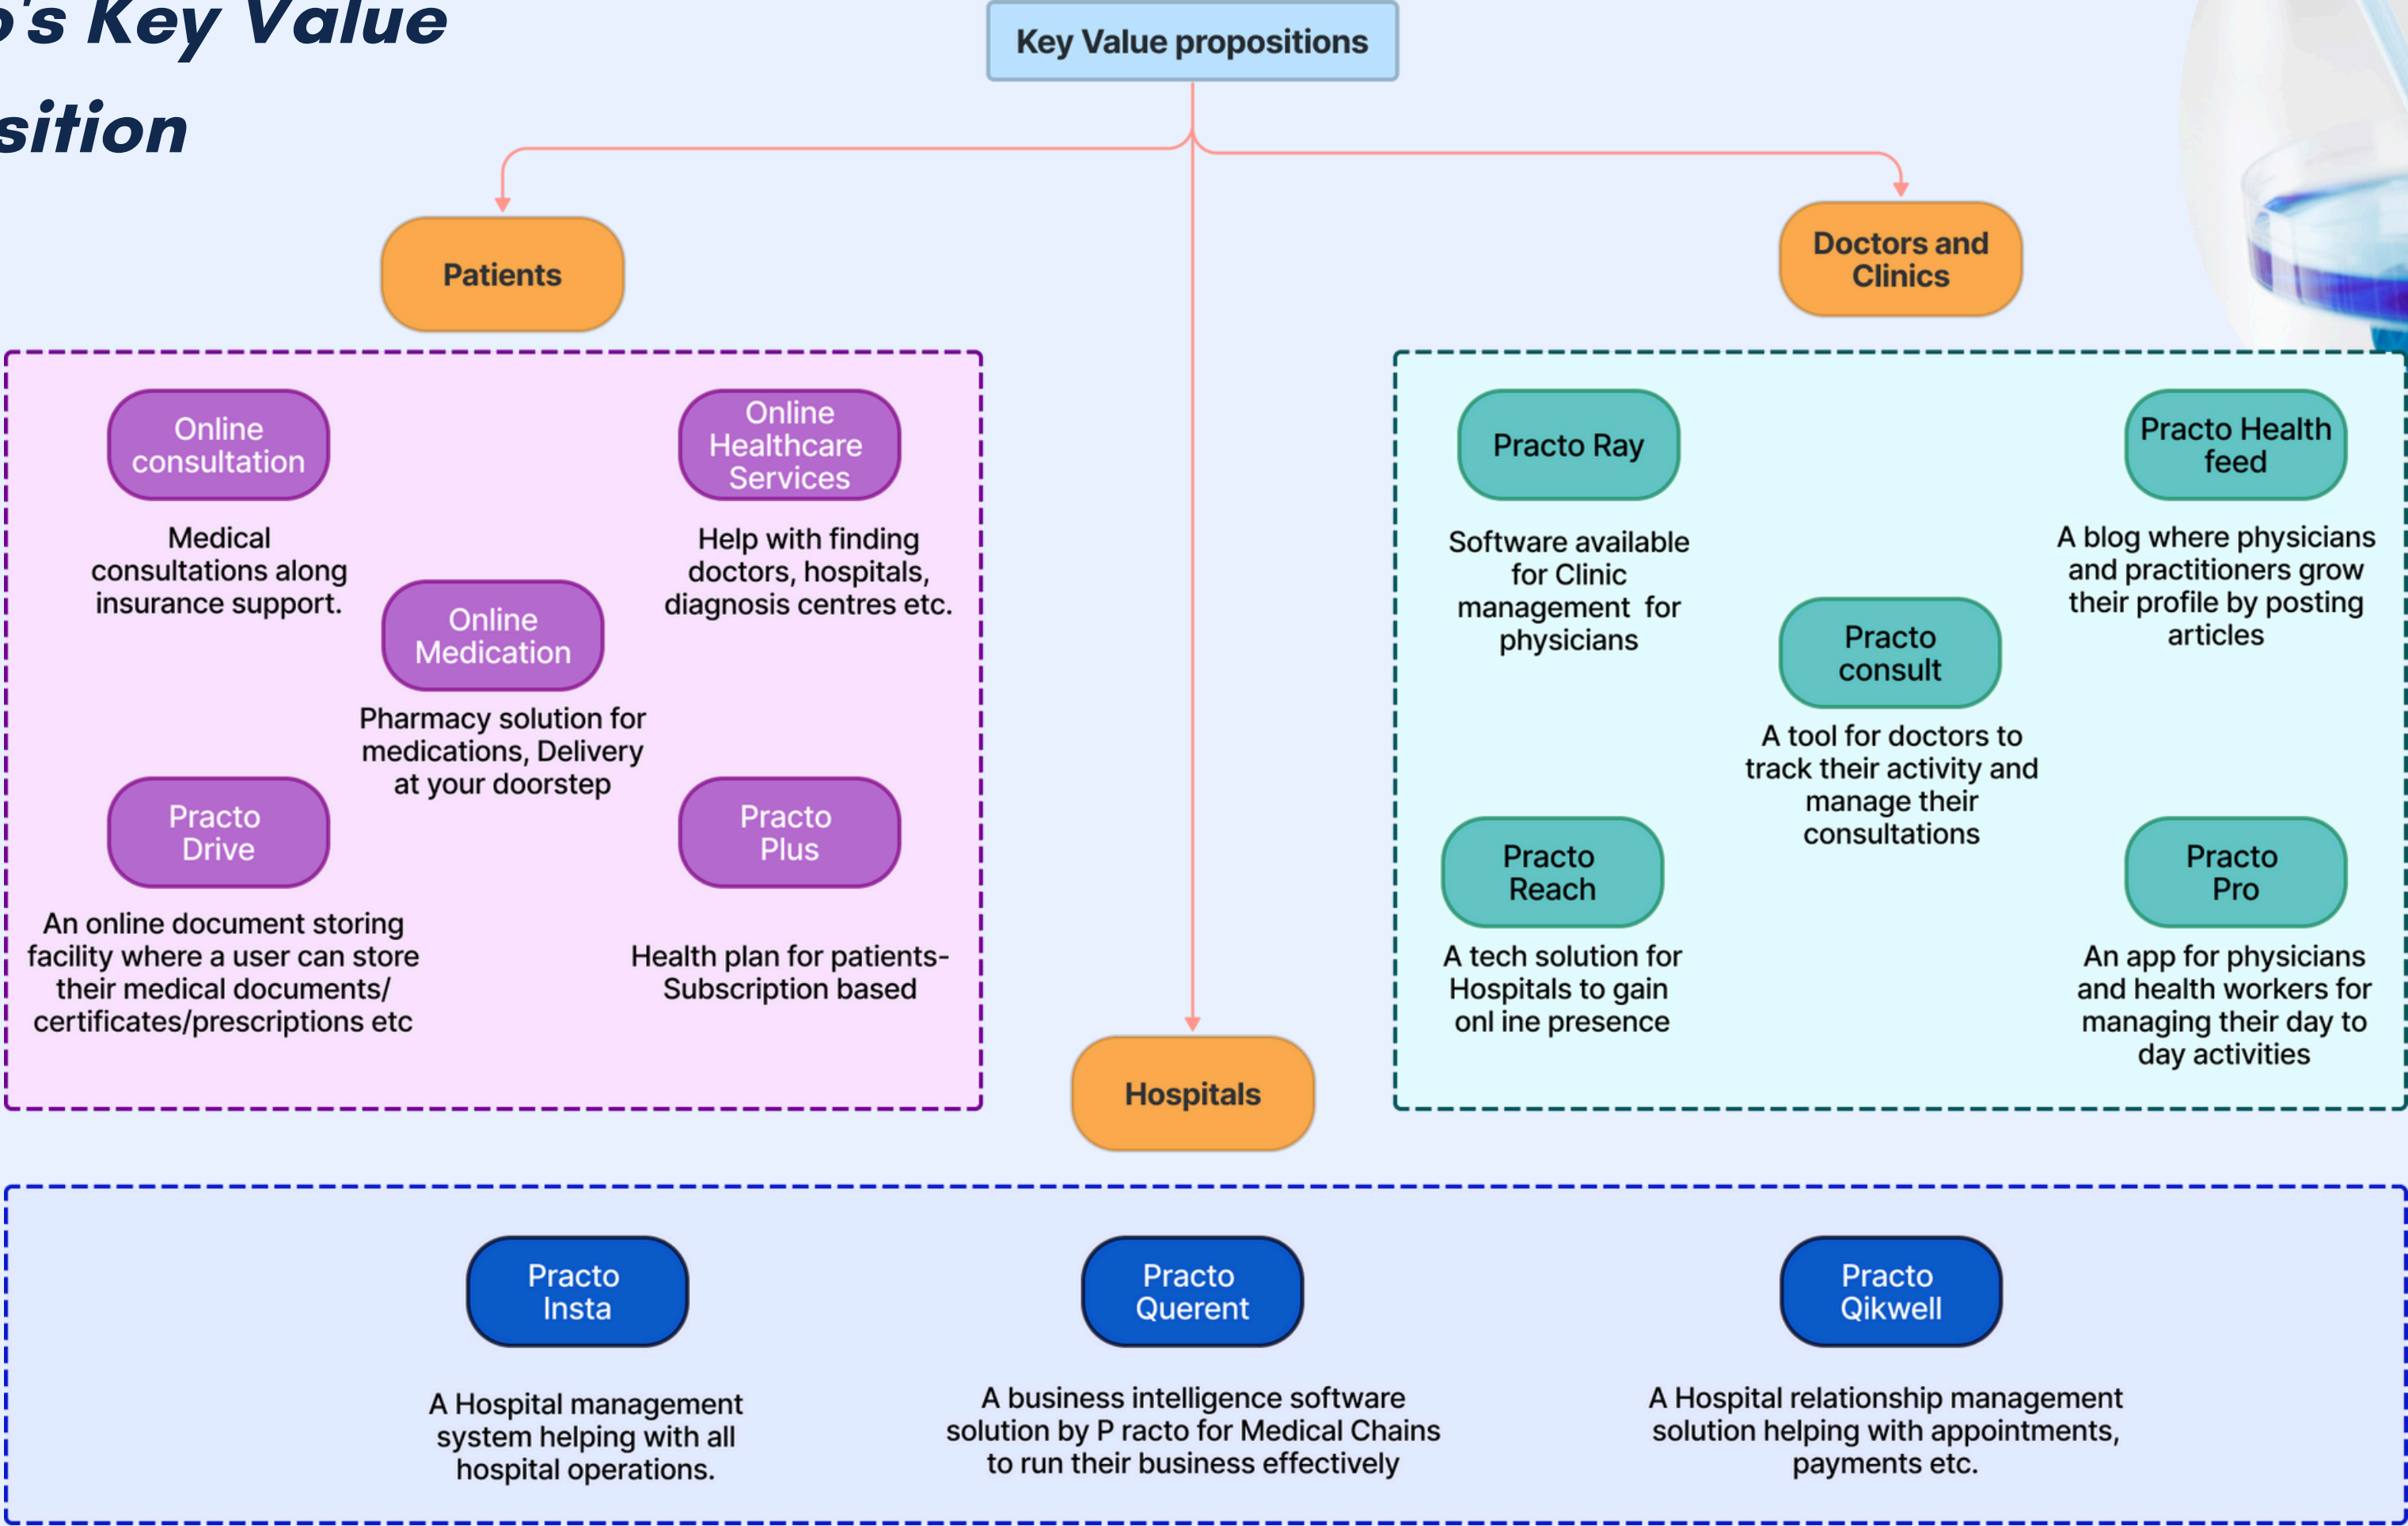 's Key Value
sition
Key Value propositions
Patients
Doctors and
Clinics
Online
consultation
Medical
consultations along
insurance support.
Online
Healthcare
Services
Help with finding
doctors, hospitals,
diagnosis centres etc.
Online
Medication
Pharmacy solution for
medications, Delivery
at your doorstep
Practo
Drive
An online document storing
facility where a user can store
their medical documents/
certificates/prescriptions etc
Practo
Plus
Health plan for patients-
Subscription based
Practo Ray
Software available
for Clinic
management  for
physicians
Practo Health
feed
A blog where physicians
and practitioners grow
their profile by posting
articles
Practo
consult
A tool for doctors to
track their activity and
manage their
consultations
Practo
Reach
A tech solution for
Hospitals to gain
onl ine presence
Practo
Pro
An app for physicians
and health workers for
managing their day to
day activities
Hospitals
Practo
Insta
A Hospital management
system helping with all
hospital operations.
Practo
Querent
A business intelligence software
solution by P racto for Medical Chains
to run their business effectively
Practo
Qikwell
A Hospital relationship management
solution helping with appointments,
payments etc.